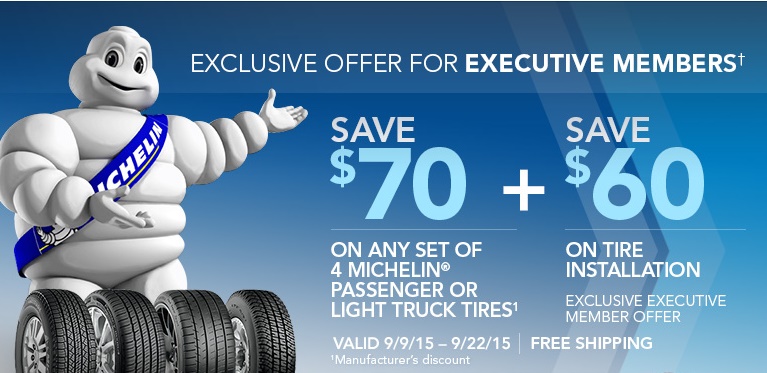 EXCLUSIVE OFFER FOR EXECUTIVE MEMBERS†
SAVE
$70
ON ANY SET OF
4 MICHELIN®
PASSENGER OR
LIGHT TRUCK TIRES¹
+
SAVE
$60
ON TIRE
INSTALLATION
EXCLUSIVE EXECUTIVE
MEMBER OFFER
VALID 9/9/15 – 9/22/15 | FREE SHIPPING
¹Manufacturer's discount
ICHELIN